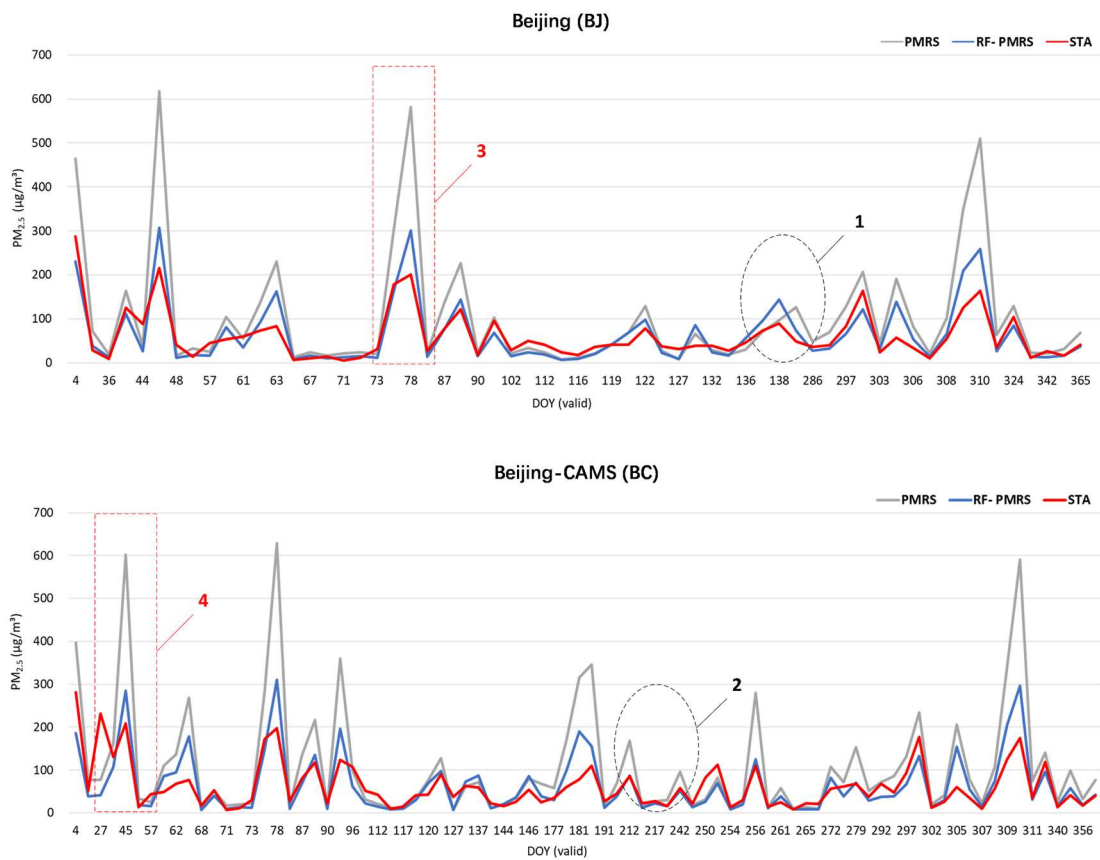 Beijing (BJ)
PMRS RF- PMRS STA
700
600
500
400
300
200
100
0
PM2.5 (μg/m³)
3
1
4 36 44 48 57 61 63 67 71 73 78 87 90 102 112 116 119 122 127 132 136 138 286 297 303 306 308 310 324 342 365
DOY (valid)
Beijing-CAMS (BC)
PMRS RF- PMRS STA
700
600
500
400
300
200
100
0
PM2.5 (μg/m³)
4
2
4 27 45 57 62 68 71 73 78 90 96 112 117 120 127 137 144 146 177 181 191 212 217 242 250 254 256 261 265 272 279 292 297 302 305 307 309 311 340 356
DOY (valid)